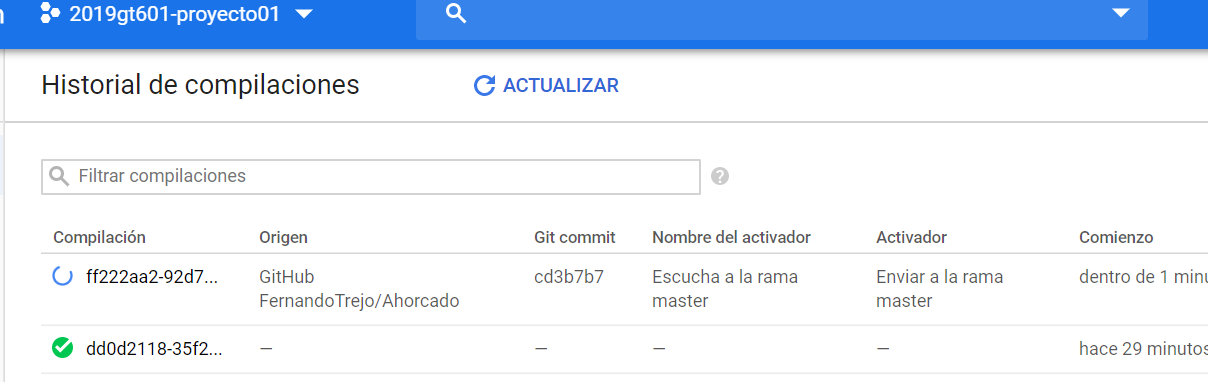 2019gt601-proyecto01
Historial de compilaciones
ACTUALIZAR
Filtrar compilaciones
Compilación Origen Git commit Nombre del activador Activador Comienzo
ff222aa2-92d7... GitHub cd3b7b7 Escucha a la rama Enviar a la rama dentro de 1
FernandoTrejo/Ahorcado master master
dd0d2118-35f2... — — — — hace 29 minutos